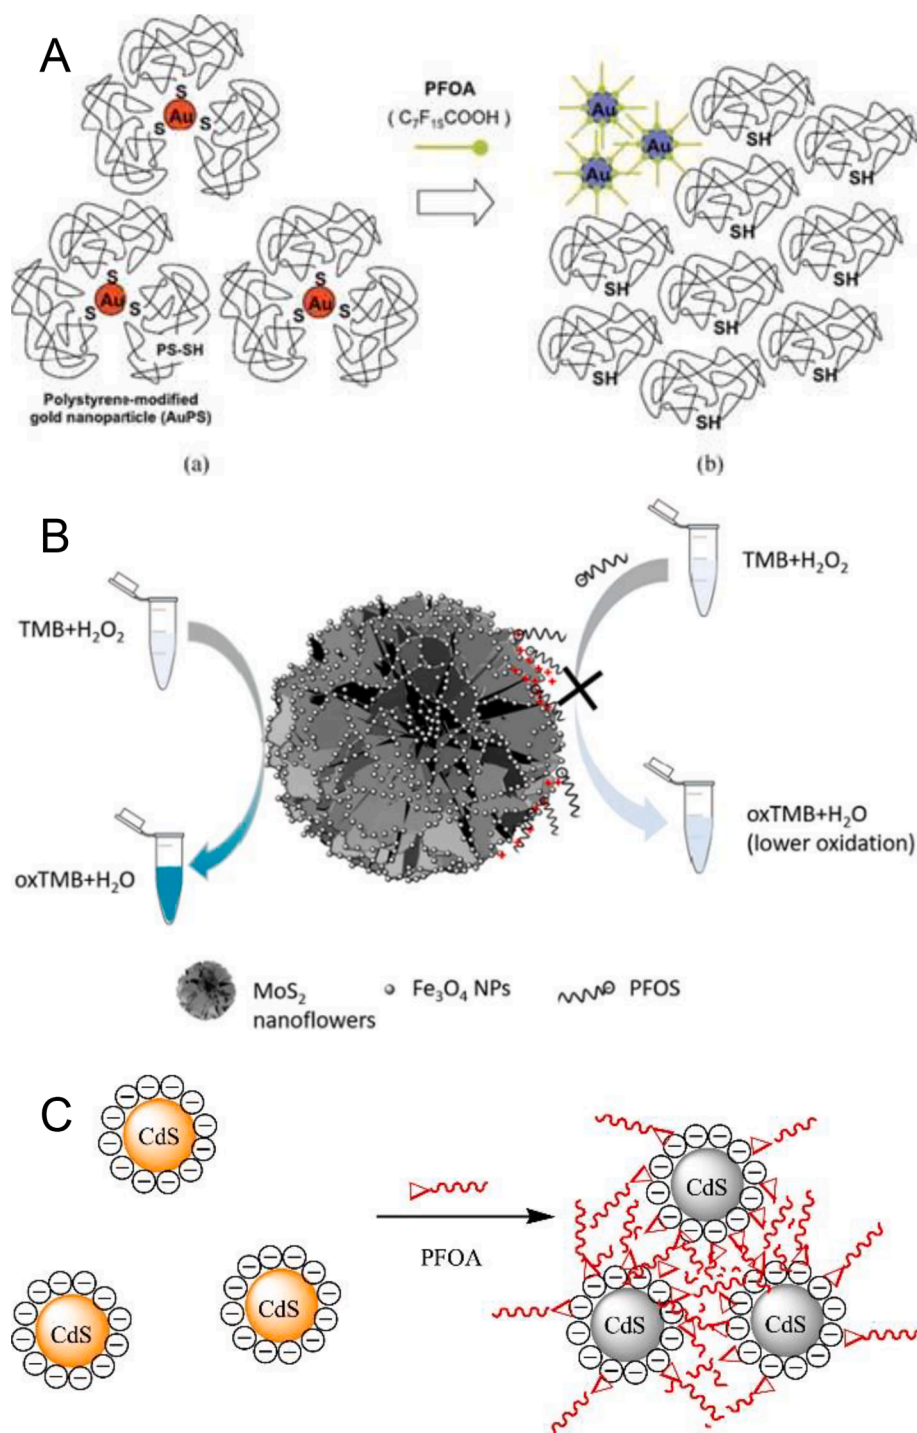 A
S
Au
S
S
PFOA
( C₇F₁₅COOH )
Au
Au
Au
SH
SH
SH
SH
SH
SH
SH
SH
SH
SH
S
Au
S
S
PS-SH
S
Au
S
S
Polystyrene-modified
gold nanoparticle (AuPS)
(a)
(b)
B
TMB+H₂O₂
TMB+H₂O₂
oxTMB+H₂O
oxTMB+H₂O
(lower oxidation)
MoS₂
nanoflowers
Fe₃O₄ NPs
PFOS
C
CdS
CdS
CdS
PFOA
CdS
CdS
CdS